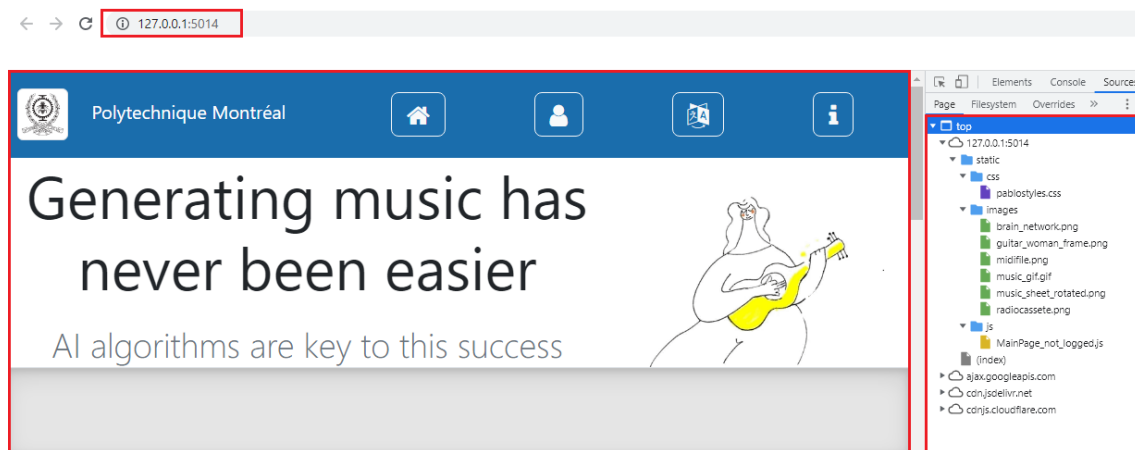 127.0.0.1:5014
Polytechnique Montréal
Generating music has
never been easier
AI algorithms are key to this success
Elements Console Sources
Page Filesystem Overrides »
top
127.0.0.1:5014
static
css
pablostyles.css
images
brain_network.png
guitar_woman_frame.png
midifile.png
music_gif.gif
music_sheet_rotated.png
radiocassete.png
js
MainPage_not_logged.js
(index)
ajax.googleapis.com
cdn.jsdelivr.net
cdnjs.cloudflare.com